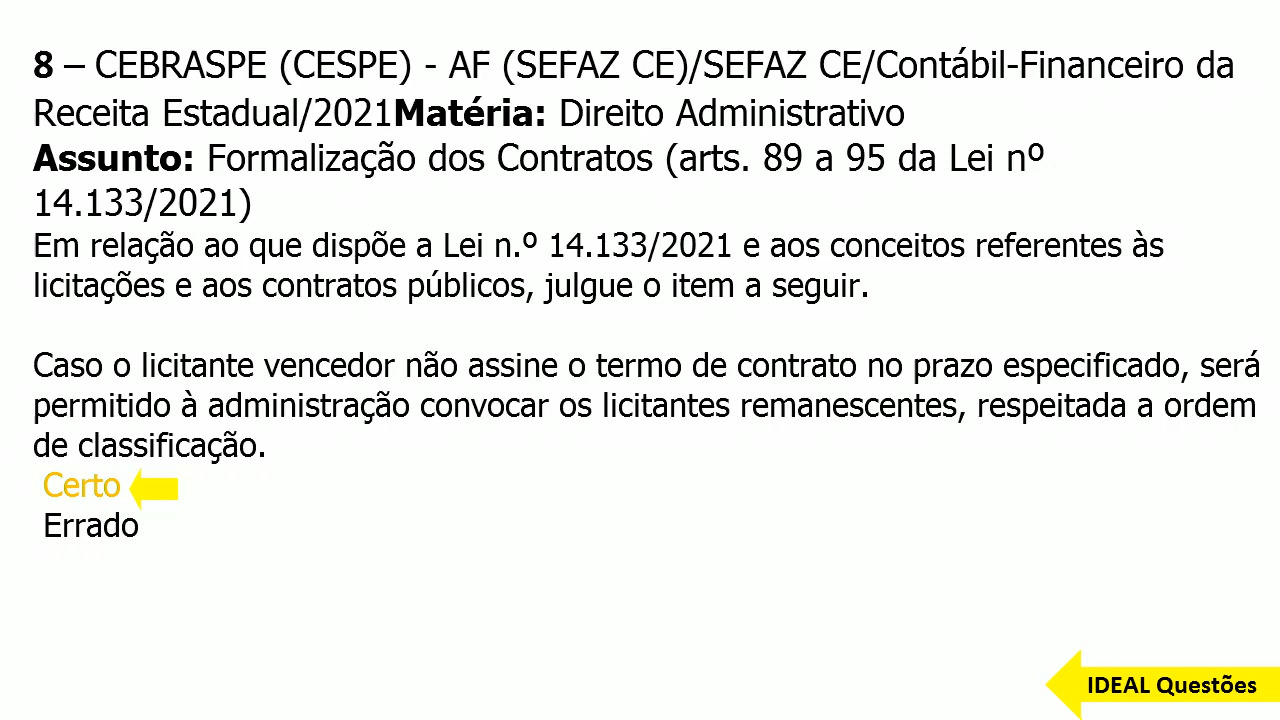 8 – CEBRASPE (CESPE) - AF (SEFAZ CE)/SEFAZ CE/Contábil-Financeiro da
Receita Estadual/2021Matéria: Direito Administrativo
Assunto: Formalização dos Contratos (arts. 89 a 95 da Lei nº
14.133/2021)
Em relação ao que dispõe a Lei n.º 14.133/2021 e aos conceitos referentes às
licitações e aos contratos públicos, julgue o item a seguir.
Caso o licitante vencedor não assine o termo de contrato no prazo especificado, será
permitido à administração convocar os licitantes remanescentes, respeitada a ordem
de classificação.
Certo
Errado
IDEAL Questões